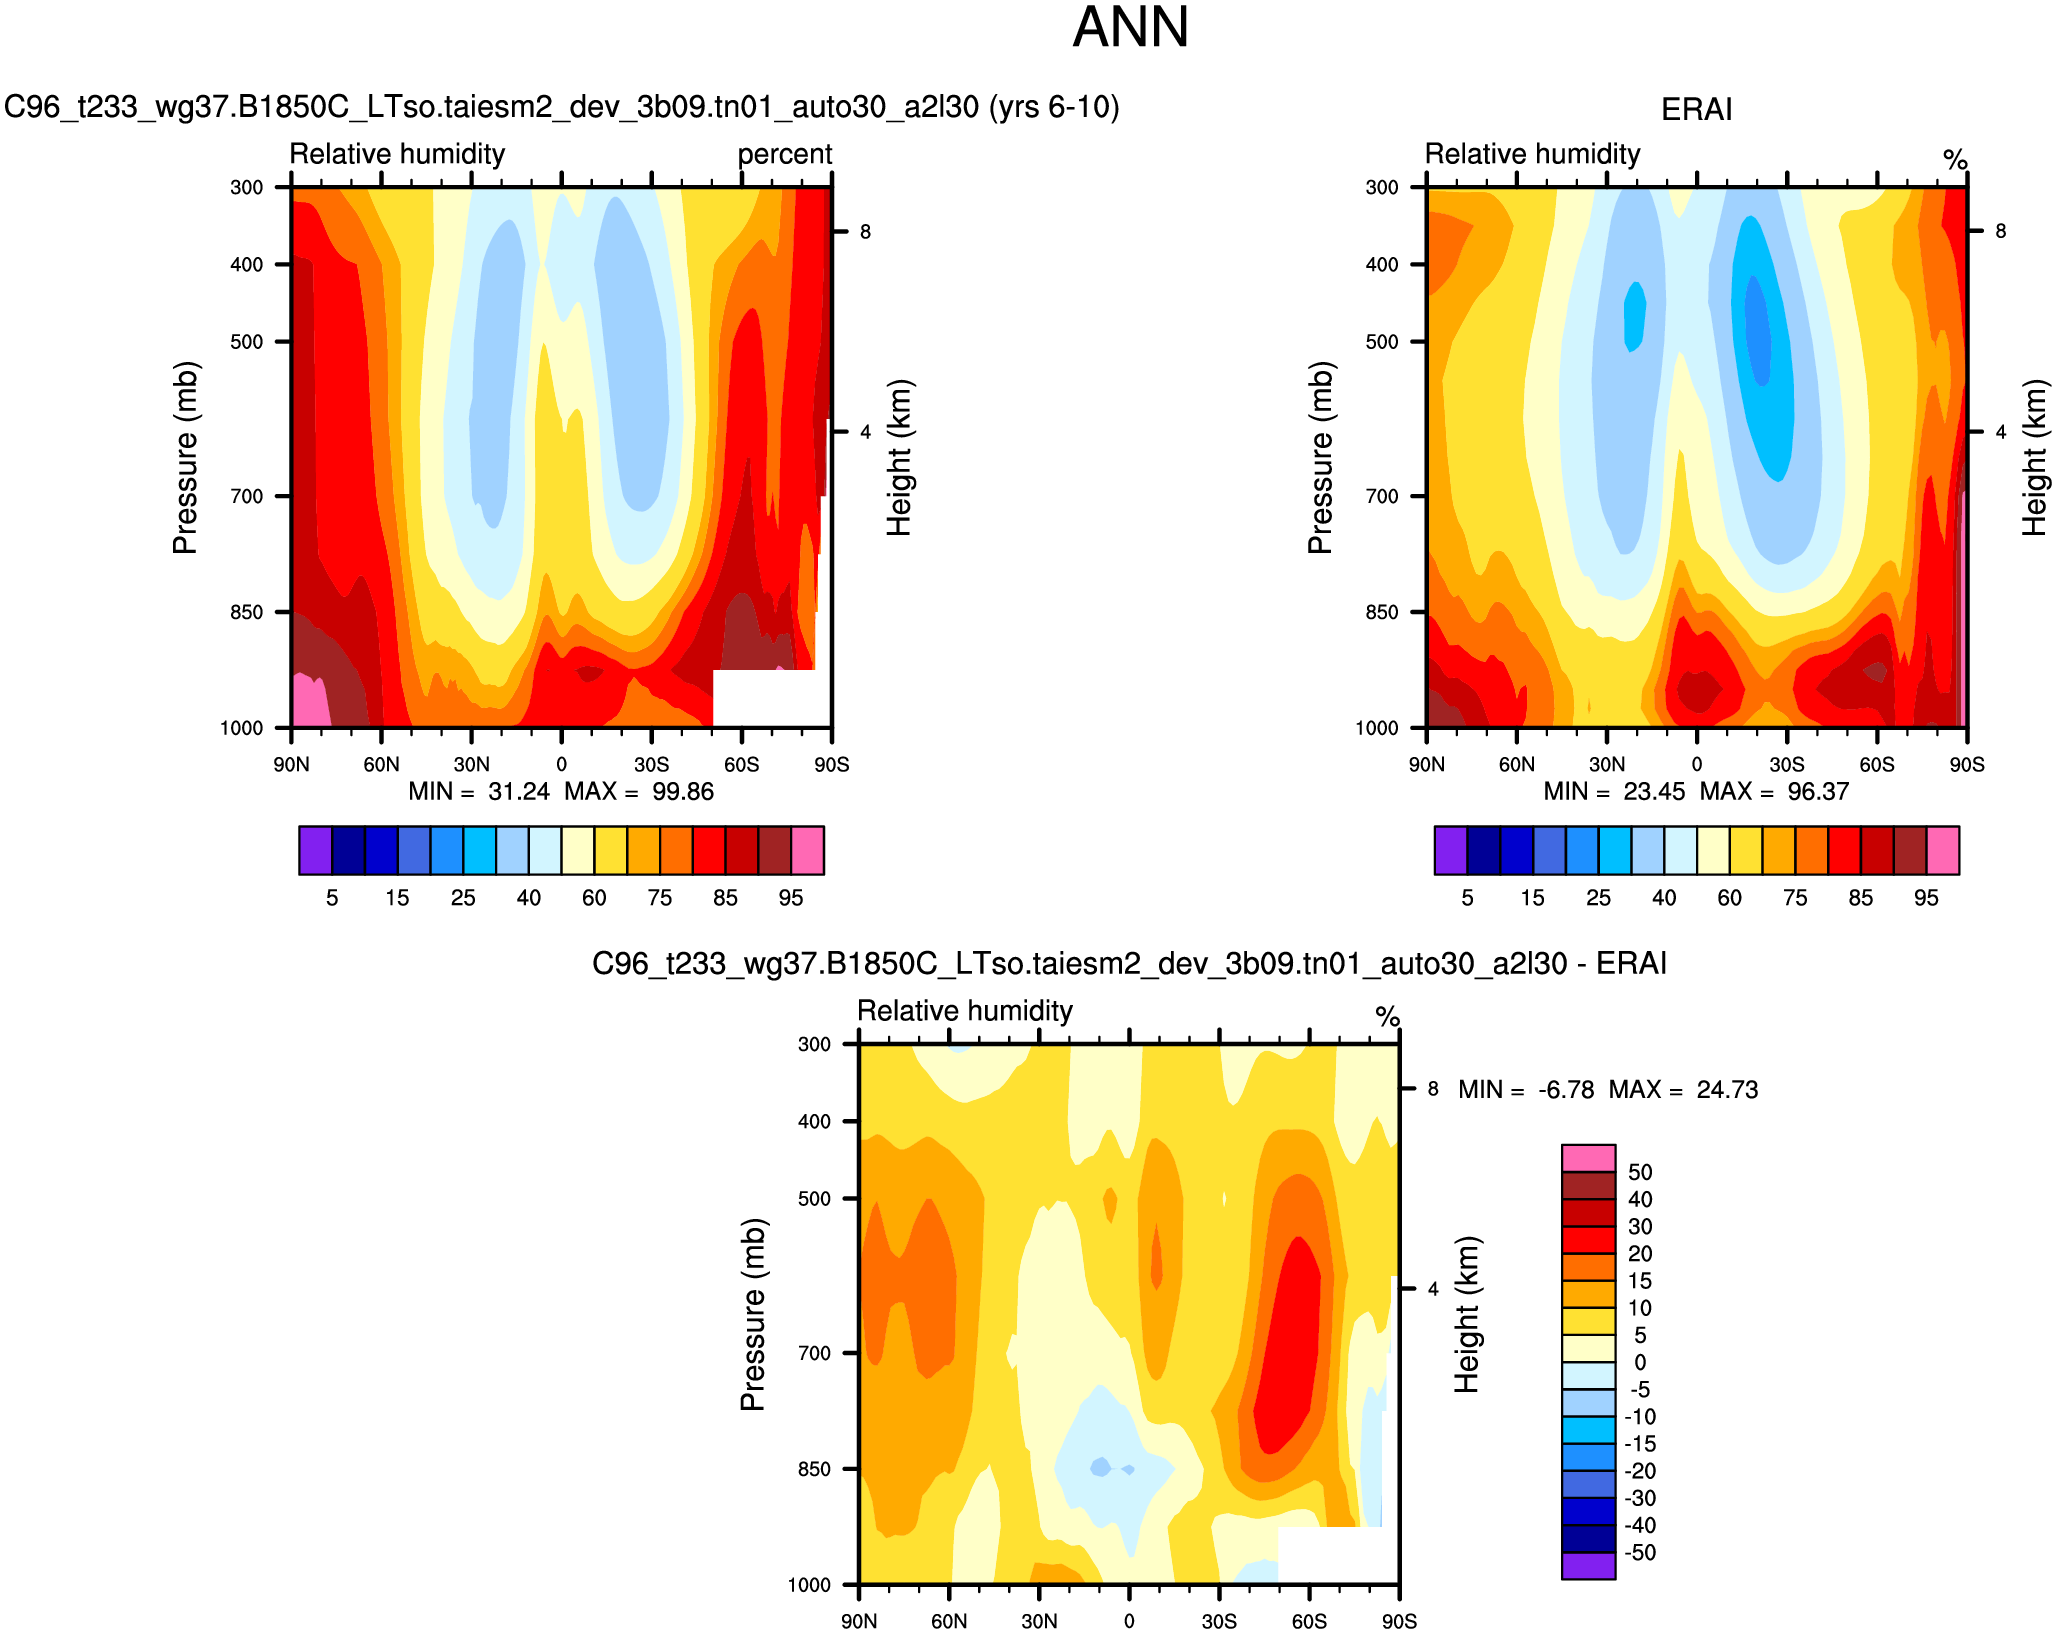 ANN
C96_t233_wg37.B1850C_LTso.taiesm2_dev_3b09.tn01_auto30_a2l30 (yrs 6-10)
Relative humidity percent
Pressure (mb)
300
400
500
700
850
1000
8
4
Height (km)
90N 60N 30N 0 30S 60S 90S
MIN = 31.24 MAX = 99.86
5 15 25 40 60 75 85 95
ERAI
Relative humidity %
Pressure (mb)
300
400
500
700
850
1000
8
4
Height (km)
90N 60N 30N 0 30S 60S 90S
MIN = 23.45 MAX = 96.37
5 15 25 40 60 75 85 95
C96_t233_wg37.B1850C_LTso.taiesm2_dev_3b09.tn01_auto30_a2l30 - ERAI
Relative humidity %
Pressure (mb)
300
400
500
700
850
1000
8
4
Height (km)
90N 60N 30N 0 30S 60S 90S
MIN = -6.78 MAX = 24.73
50
40
30
20
15
10
5
0
-5
-10
-15
-20
-30
-40
-50